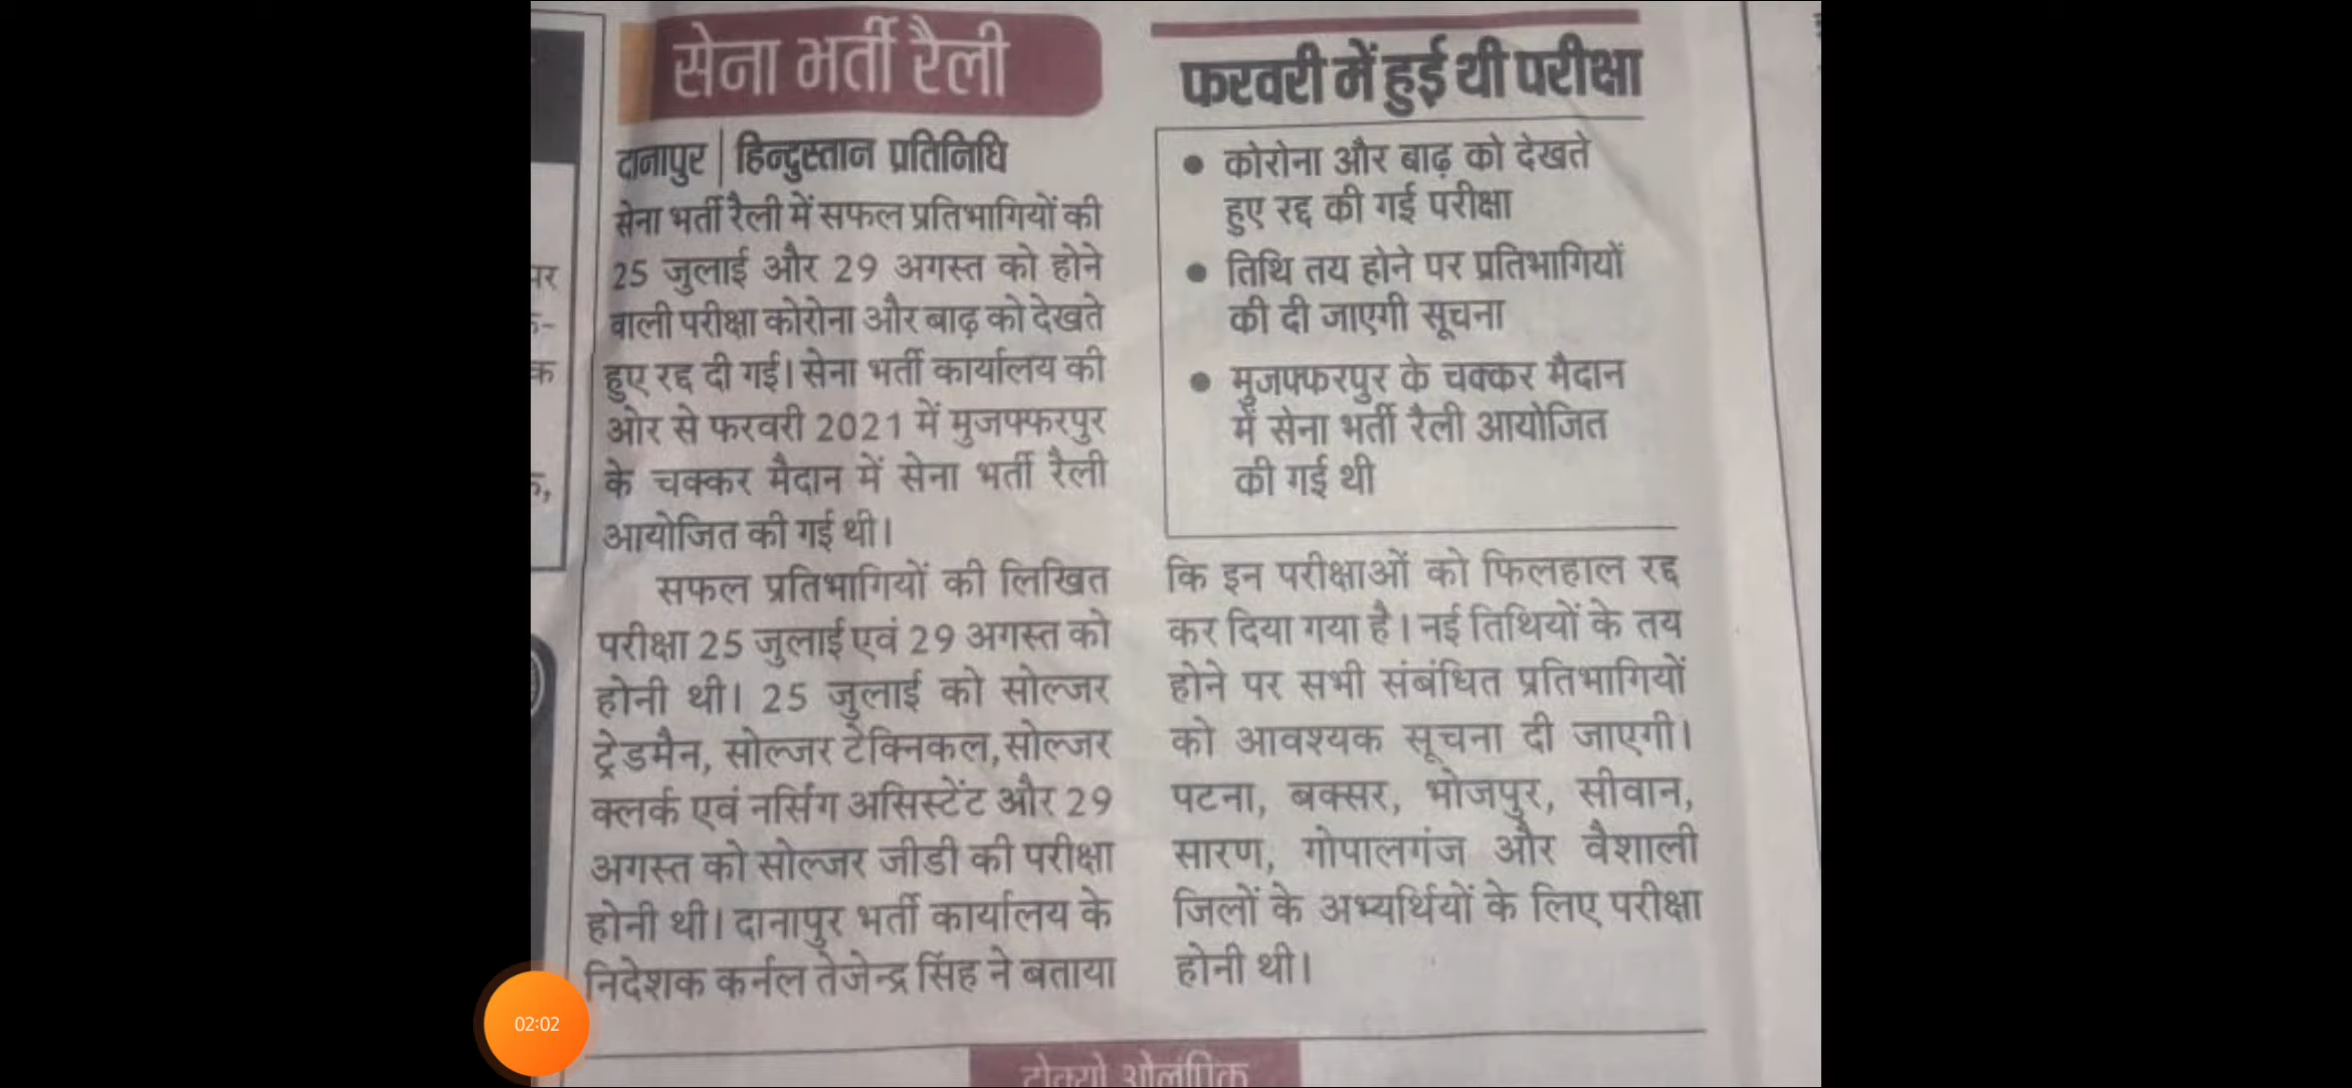 सेना भर्ती रैली
दानापुर | हिन्दुस्तान प्रतिनिधि
सेना भर्ती रैली में सफल प्रतिभागियों की
25 जुलाई और 29 अगस्त को होने
वाली परीक्षा कोरोना और बाढ़ को देखते
हुए रद्द दी गई। सेना भर्ती कार्यालय की
ओर से फरवरी 2021 में मुजफ्फरपुर
के चक्कर मैदान में सेना भर्ती रैली
आयोजित की गई थी।
सफल प्रतिभागियों की लिखित
परीक्षा 25 जुलाई एवं 29 अगस्त को
होनी थी। 25 जुलाई को सोल्जर
ट्रेडमैन, सोल्जर टेक्निकल, सोल्जर
क्लर्क एवं नर्सिंग असिस्टेंट और 29
अगस्त को सोल्जर जीडी की परीक्षा
होनी थी। दानापुर भर्ती कार्यालय के
निदेशक कर्नल तेजेन्द्र सिंह ने बताया
फरवरी में हुई थी परीक्षा
● कोरोना और बाढ़ को देखते
हुए रद्द की गई परीक्षा
● तिथि तय होने पर प्रतिभागियों
की दी जाएगी सूचना
● मुजफ्फरपुर के चक्कर मैदान
में सेना भर्ती रैली आयोजित
की गई थी
कि इन परीक्षाओं को फिलहाल रद्द
कर दिया गया है। नई तिथियों के तय
होने पर सभी संबंधित प्रतिभागियों
को आवश्यक सूचना दी जाएगी।
पटना, बक्सर, भोजपुर, सीवान,
सारण, गोपालगंज और वैशाली
जिलों के अभ्यर्थियों के लिए परीक्षा
होनी थी।
02:02
टोक्यो ओलंपिक